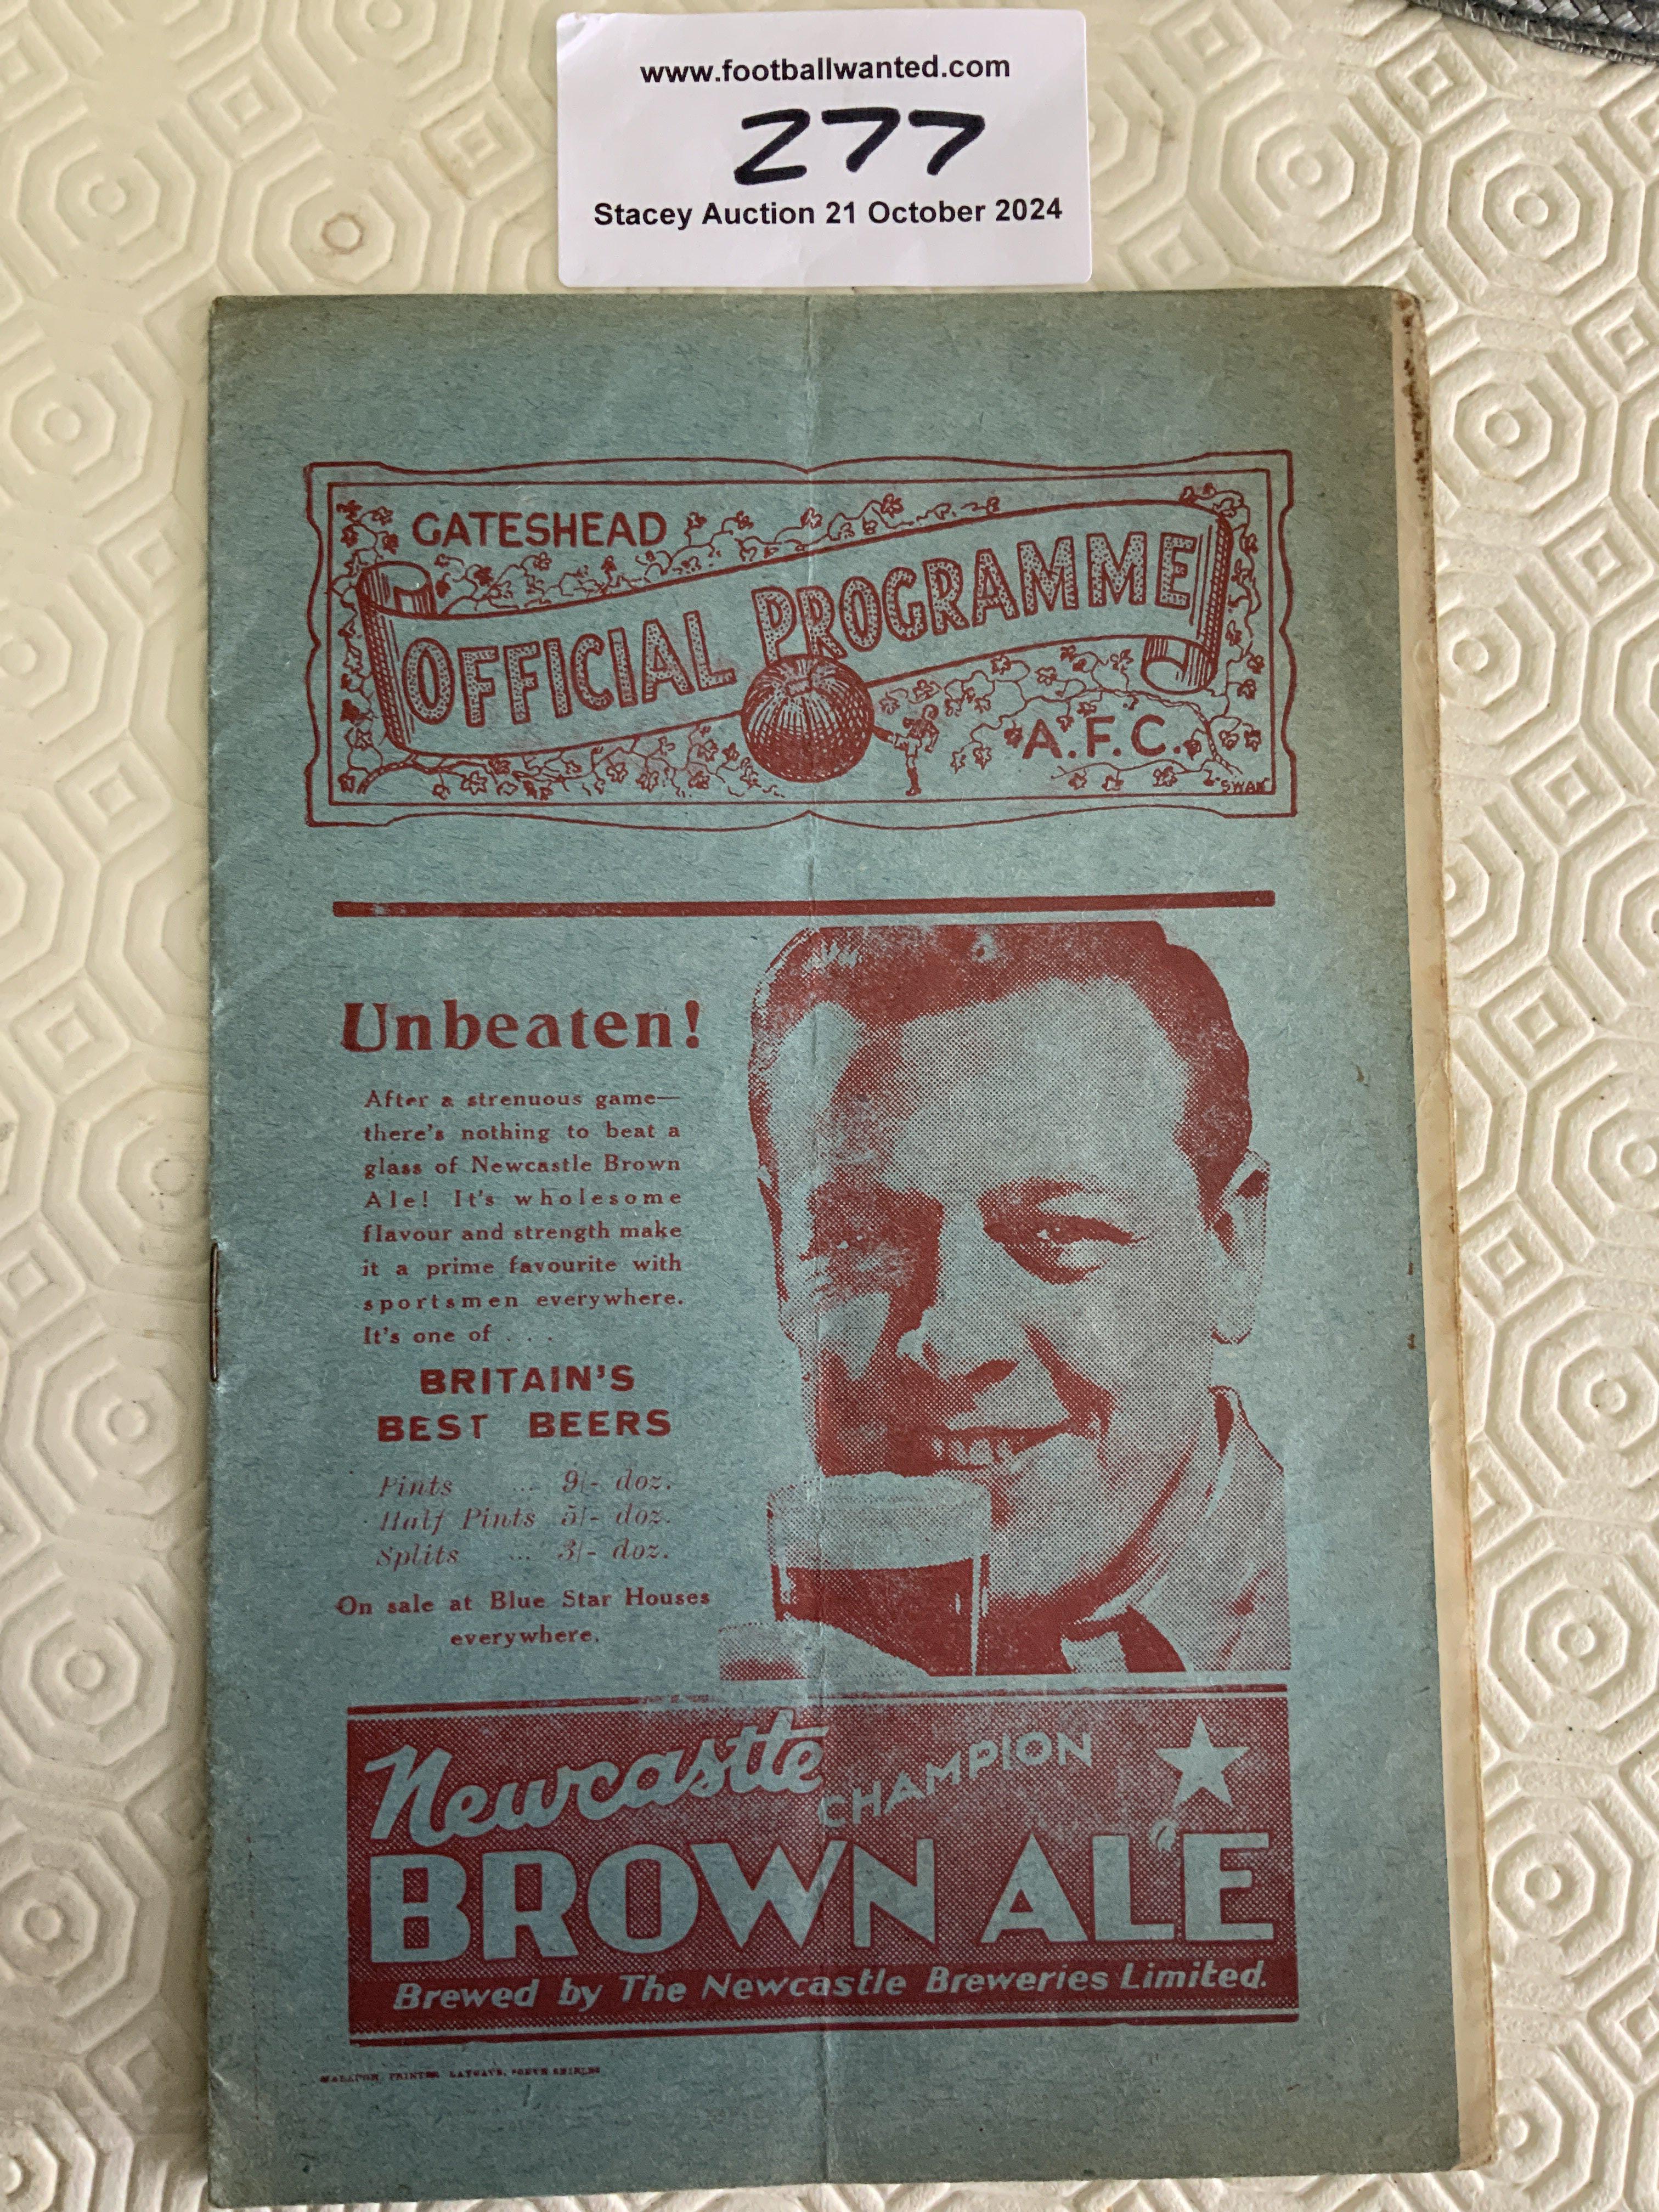 www.footballwanted.com
277
Stacey Auction 21 October 2024
GATESHEAD
OFFICIAL PROGRAMME
A.F.C.
SWAN
Unbeaten!
After a strenuous game—
there's nothing to beat a
glass of Newcastle Brown
Ale! It's wholesome
flavour and strength make
it a prime favourite with
sportsmen everywhere.
It's one of . . .
BRITAIN'S
BEST BEERS
Pints ... 9/- doz.
Half Pints 5/- doz.
Splits ... 3/- doz.
On sale at Blue Star Houses
everywhere.
Newcastle CHAMPION
BROWN ALE
Brewed by The Newcastle Breweries Limited.
PRINTER